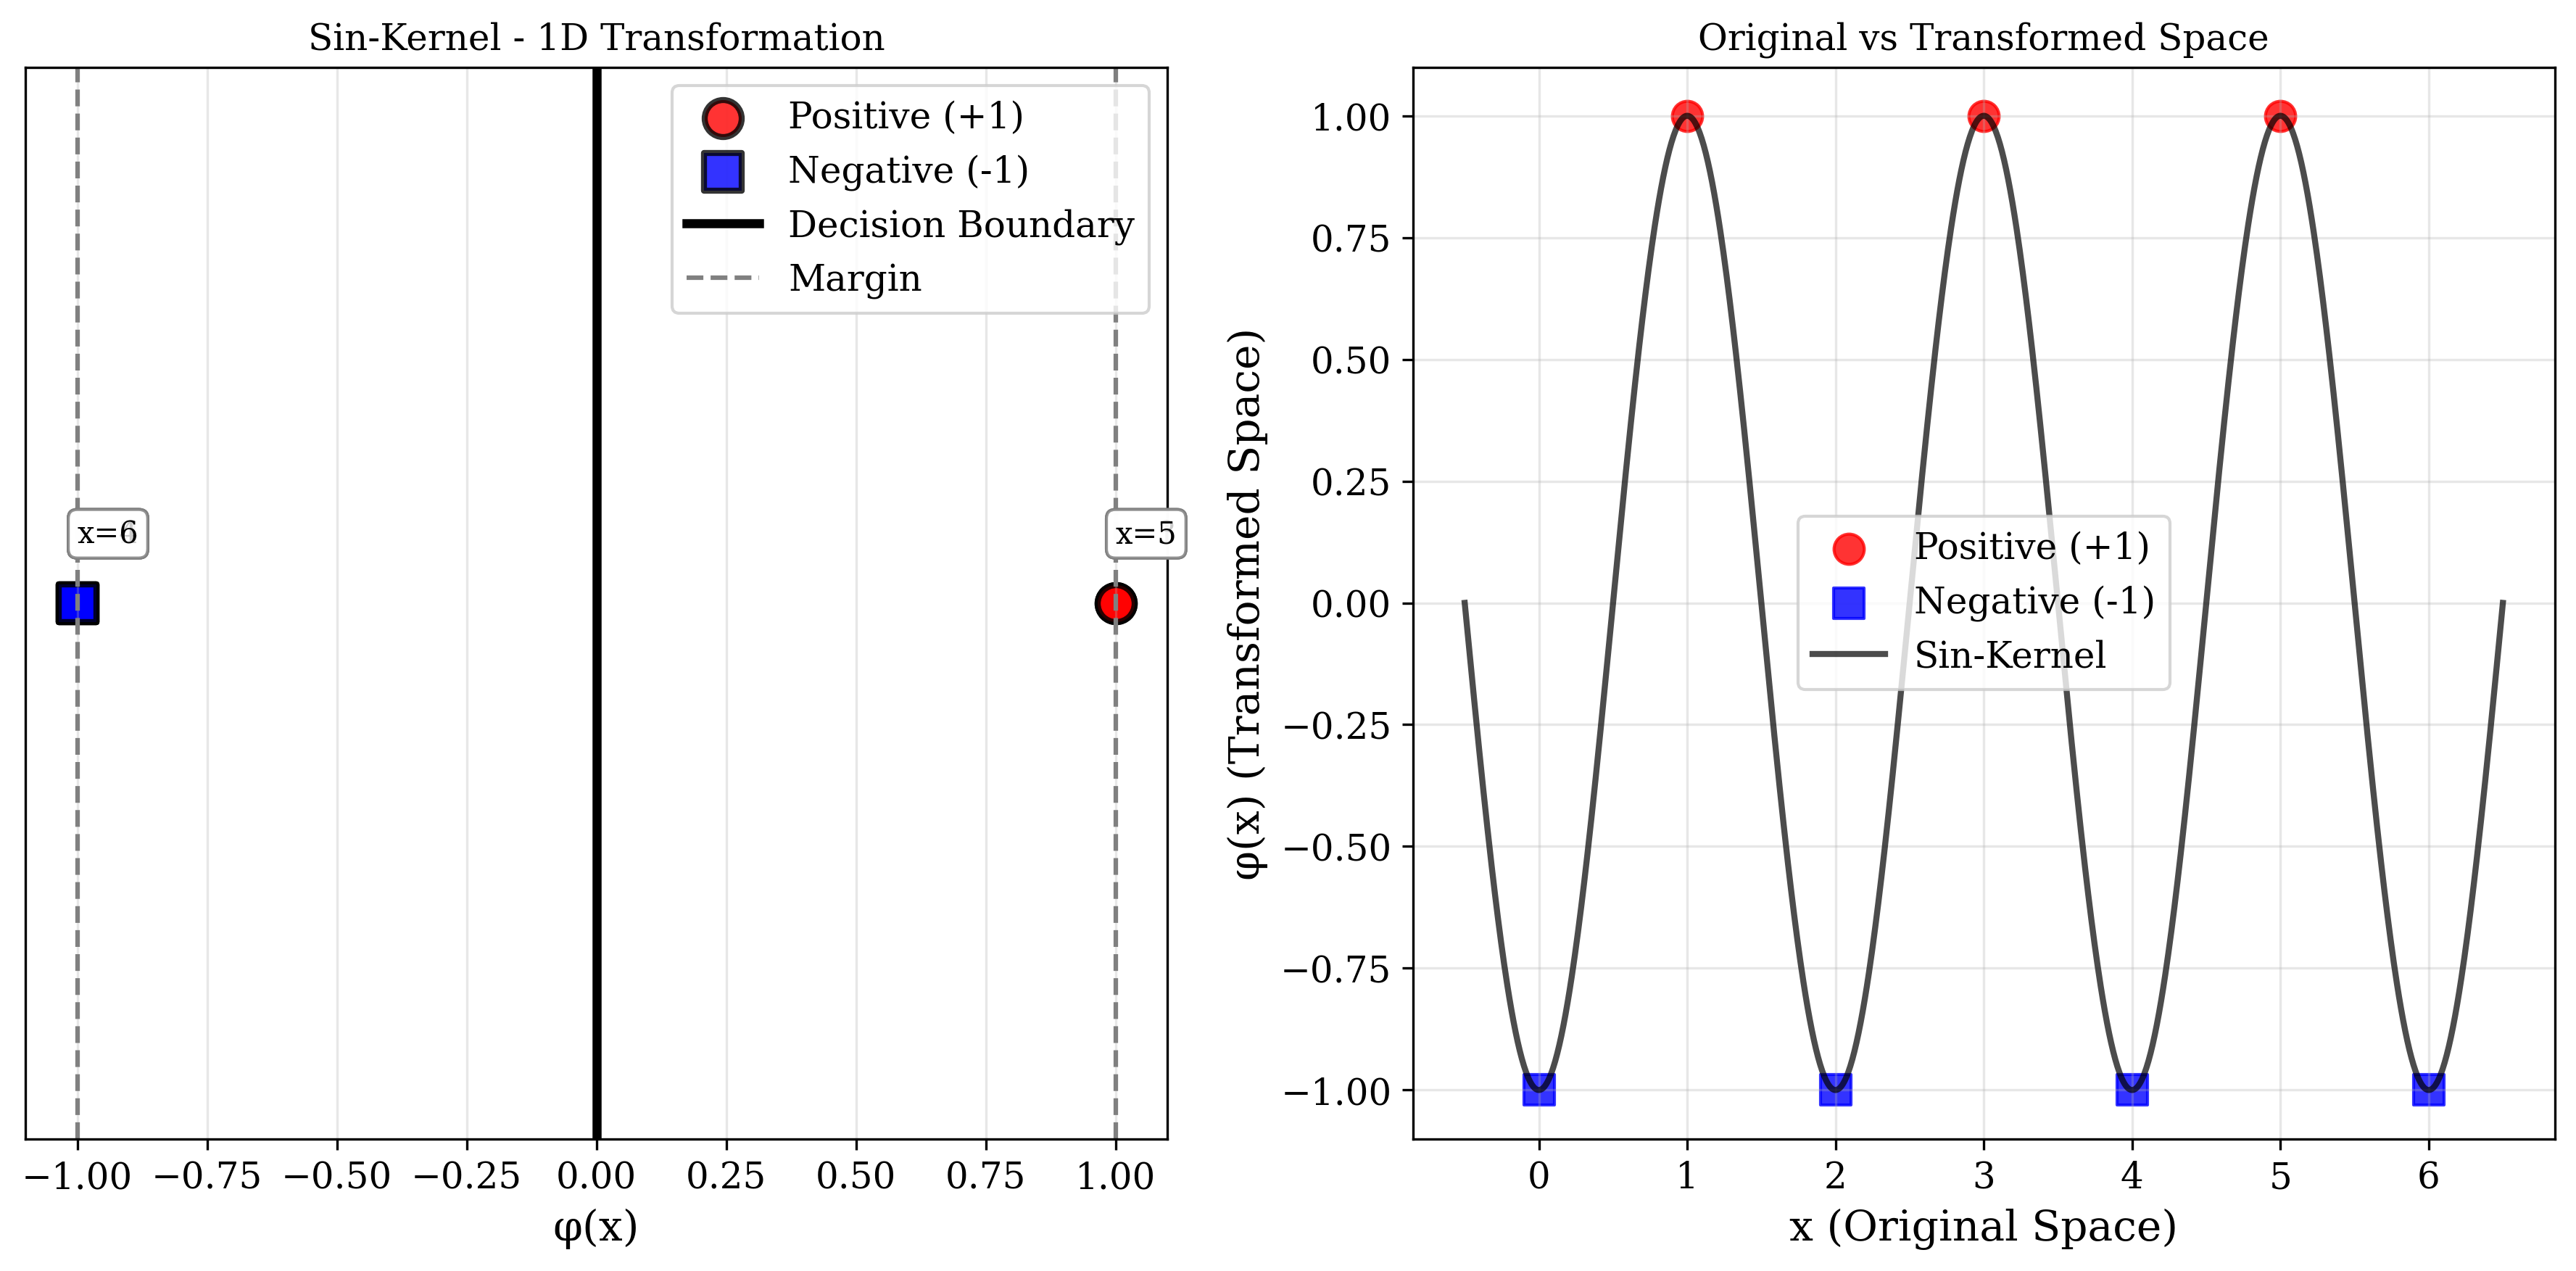 Sin-Kernel - 1D Transformation
Positive (+1)
Negative (-1)
Decision Boundary
Margin
x=6
x=5
−1.00 −0.75 −0.50 −0.25 0.00 0.25 0.50 0.75 1.00
φ(x)
Original vs Transformed Space
φ(x) (Transformed Space)
1.00
0.75
0.50
0.25
0.00
−0.25
−0.50
−0.75
−1.00
Positive (+1)
Negative (-1)
Sin-Kernel
0 1 2 3 4 5 6
x (Original Space)